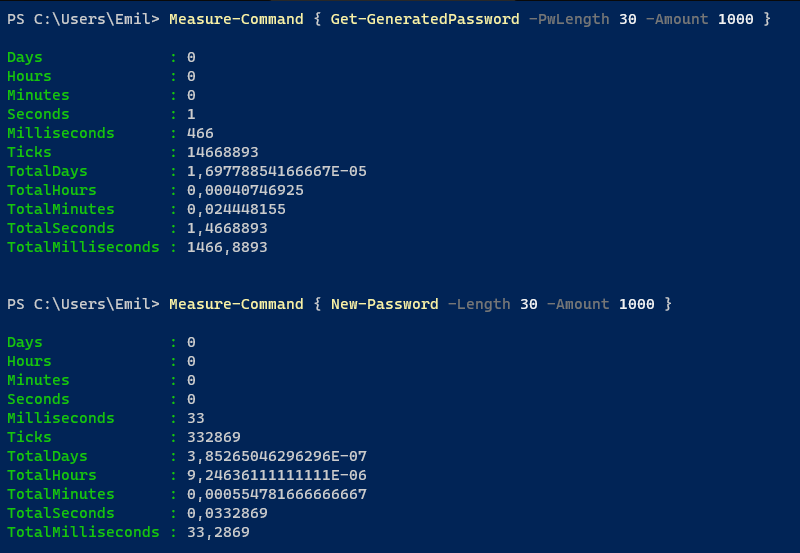 PS C:\Users\Emil> Measure-Command { Get-GeneratedPassword -PwLength 30 -Amount 1000 }
Days              : 0
Hours             : 0
Minutes           : 0
Seconds           : 1
Milliseconds      : 466
Ticks             : 14668893
TotalDays         : 1,69778854166667E-05
TotalHours        : 0,00040746925
TotalMinutes      : 0,024448155
TotalSeconds      : 1,4668893
TotalMilliseconds : 1466,8893
PS C:\Users\Emil> Measure-Command { New-Password -Length 30 -Amount 1000 }
Days              : 0
Hours             : 0
Minutes           : 0
Seconds           : 0
Milliseconds      : 33
Ticks             : 332869
TotalDays         : 3,85265046296296E-07
TotalHours        : 9,24636111111111E-06
TotalMinutes      : 0,000554781666666667
TotalSeconds      : 0,0332869
TotalMilliseconds : 33,2869